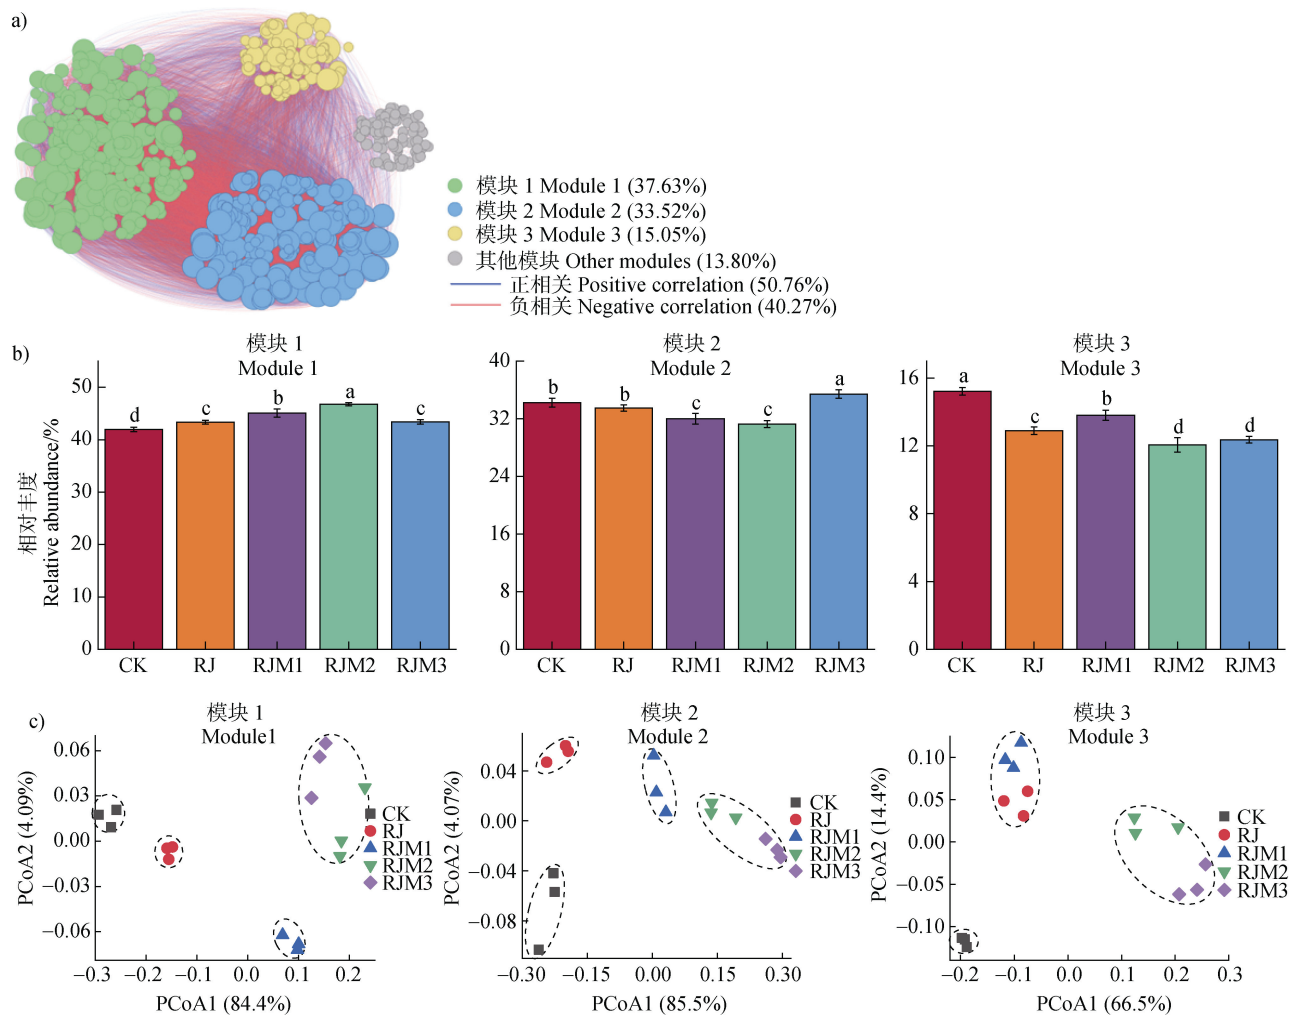 a)
模块 1 Module 1 (37.63%)
模块 2 Module 2 (33.52%)
模块 3 Module 3 (15.05%)
其他模块 Other modules (13.80%)
正相关 Positive correlation (50.76%)
负相关 Negative correlation (40.27%)
b)
模块 1
Module 1
相对丰度
Relative abundance/%
50
40
30
20
10
0
d
c
b
a
c
CK
RJ
RJM1
RJM2
RJM3
模块 2
Module 2
40
32
24
16
8
0
b
b
c
c
a
CK
RJ
RJM1
RJM2
RJM3
模块 3
Module 3
16
12
8
4
0
a
c
b
d
d
CK
RJ
RJM1
RJM2
RJM3
c)
模块 1
Module1
PCoA2 (4.09%)
0.06
0.03
0.00
−0.03
−0.06
−0.3
−0.2
−0.1
0.0
0.1
0.2
PCoA1 (84.4%)
CK
RJ
RJM1
RJM2
RJM3
模块 2
Module 2
PCoA2 (4.07%)
0.04
0.00
−0.04
−0.08
−0.30
−0.15
0.00
0.15
0.30
PCoA1 (85.5%)
CK
RJ
RJM1
RJM2
RJM3
模块 3
Module 3
PCoA2 (14.4%)
0.10
0.05
0.00
−0.05
−0.10
−0.2
−0.1
0.0
0.1
0.2
0.3
PCoA1 (66.5%)
CK
RJ
RJM1
RJM2
RJM3